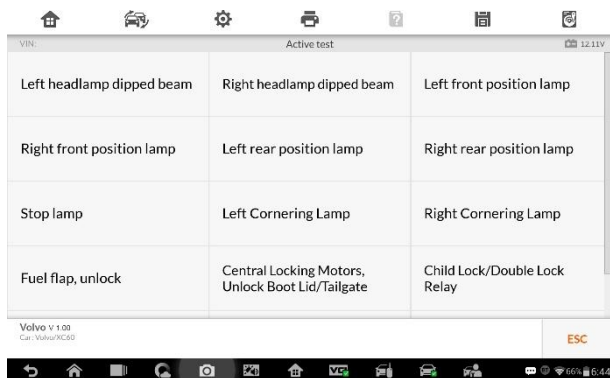 VIN:
Active test
12.11V
Left headlamp dipped beam
Right headlamp dipped beam
Left front position lamp
Right front position lamp
Left rear position lamp
Right rear position lamp
Stop lamp
Left Cornering Lamp
Right Cornering Lamp
Fuel flap, unlock
Central Locking Motors,
Unlock Boot Lid/Tailgate
Child Lock/Double Lock
Relay
Volvo V 1.00
Car: Volvo/XC60
ESC
66% 6:44